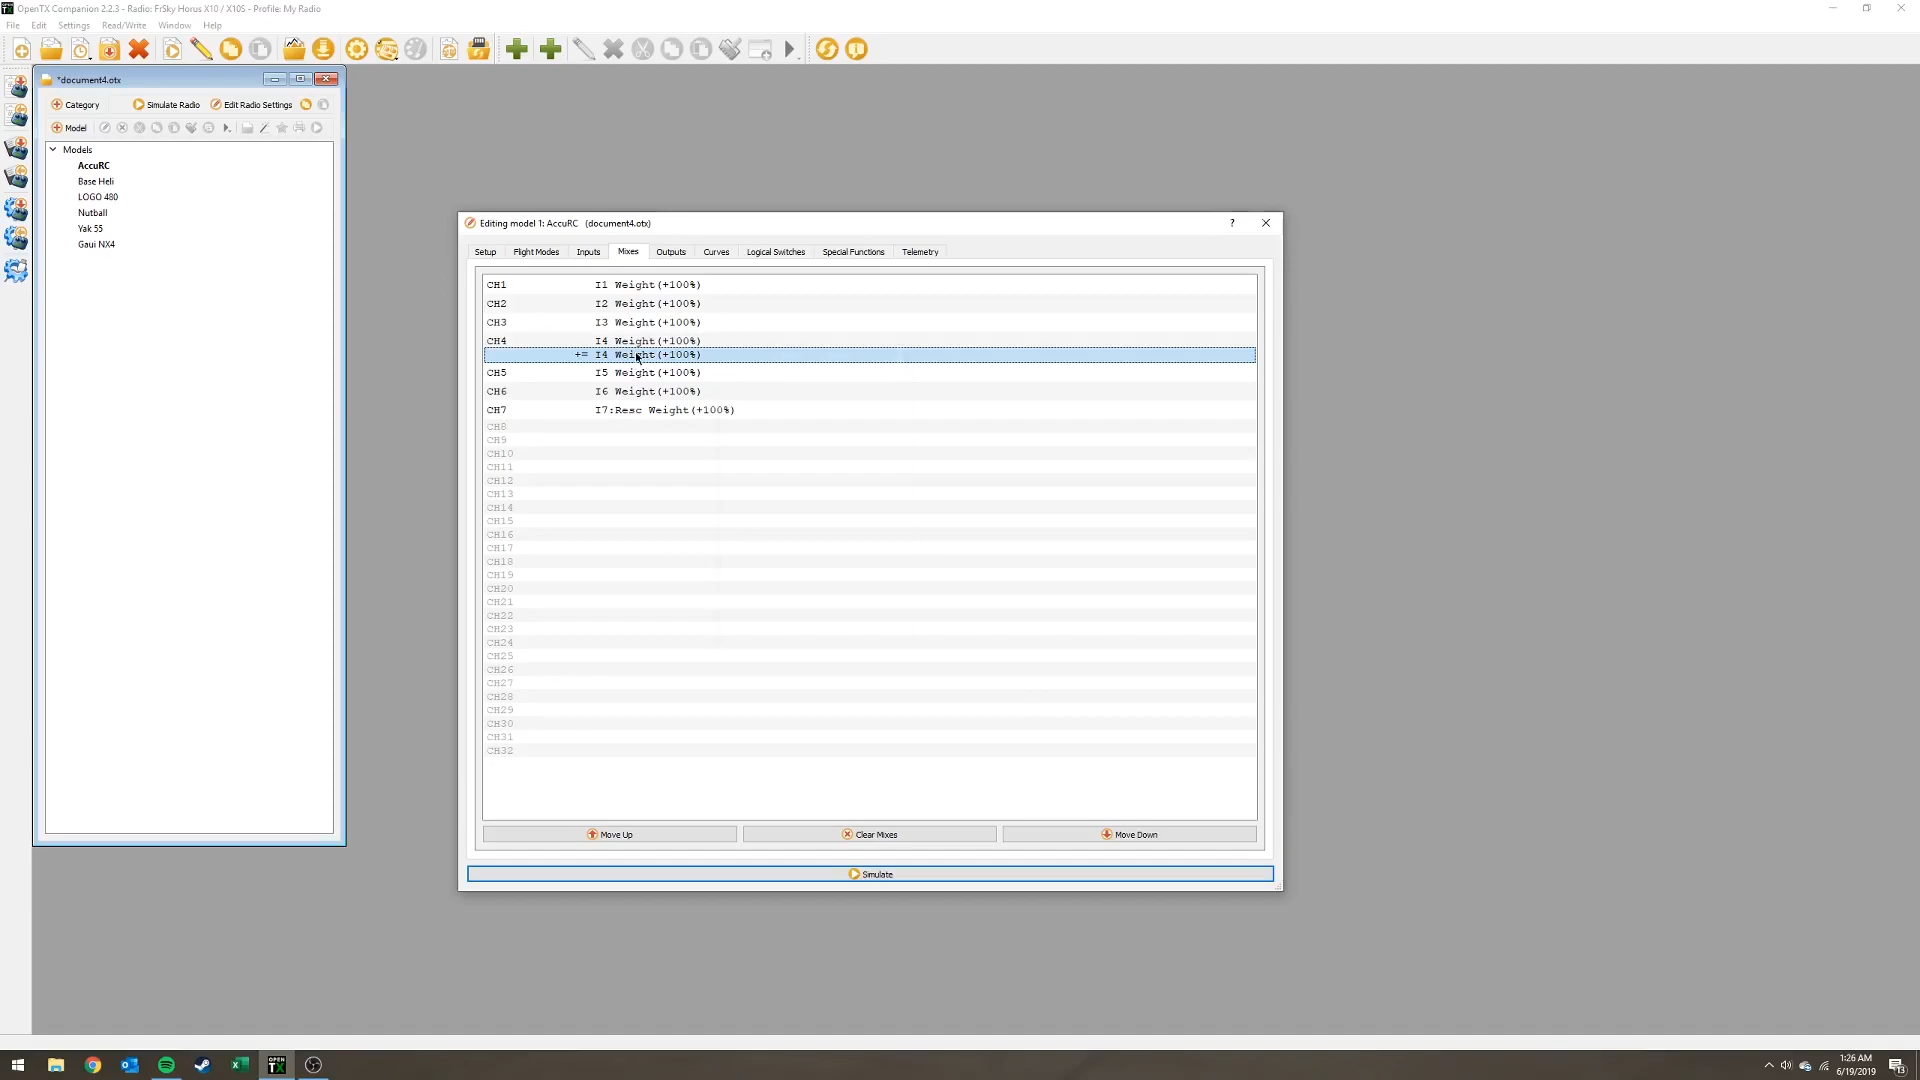 OpenTX Companion 2.2.3 - Radio: FrSky Horus X10 / X10S - Profile: My Radio
File Edit Settings Read/Write Window Help
*document4.otx
Category Simulate Radio Edit Radio Settings
Model
Models
AccuRC
Base Heli
LOGO 480
Nutball
Yak 55
Gaui NX4
Editing model 1: AccuRC (document4.otx)
?
Setup Flight Modes Inputs Mixes Outputs Curves Logical Switches Special Functions Telemetry
CH1 I1 Weight(+100%)
CH2 I2 Weight(+100%)
CH3 I3 Weight(+100%)
CH4 I4 Weight(+100%)
+= I4 Weight(+100%)
CH5 I5 Weight(+100%)
CH6 I6 Weight(+100%)
CH7 I7:Resc Weight(+100%)
CH8
CH9
CH10
CH11
CH12
CH13
CH14
CH15
CH16
CH17
CH18
CH19
CH20
CH21
CH22
CH23
CH24
CH25
CH26
CH27
CH28
CH29
CH30
CH31
CH32
Move Up Clear Mixes Move Down
Simulate
OPEN
TX
1:26 AM
6/19/2019
13